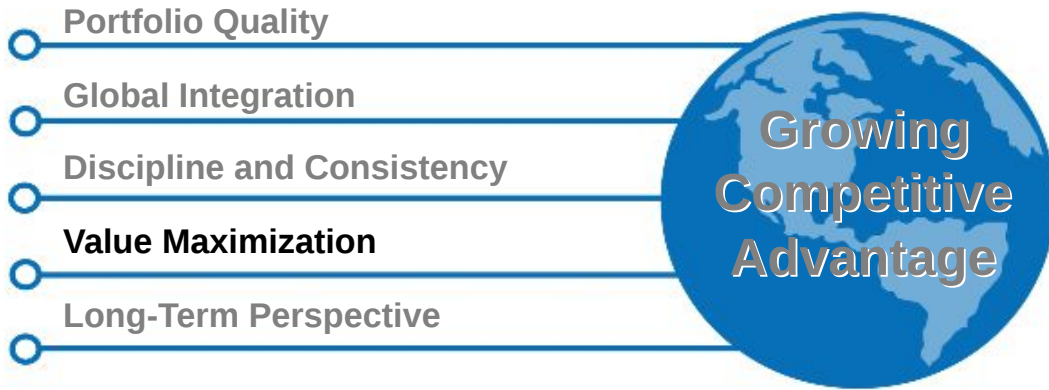 Portfolio Quality
Global Integration
Discipline and Consistency
Value Maximization
Long-Term Perspective
Growing
Competitive
Advantage